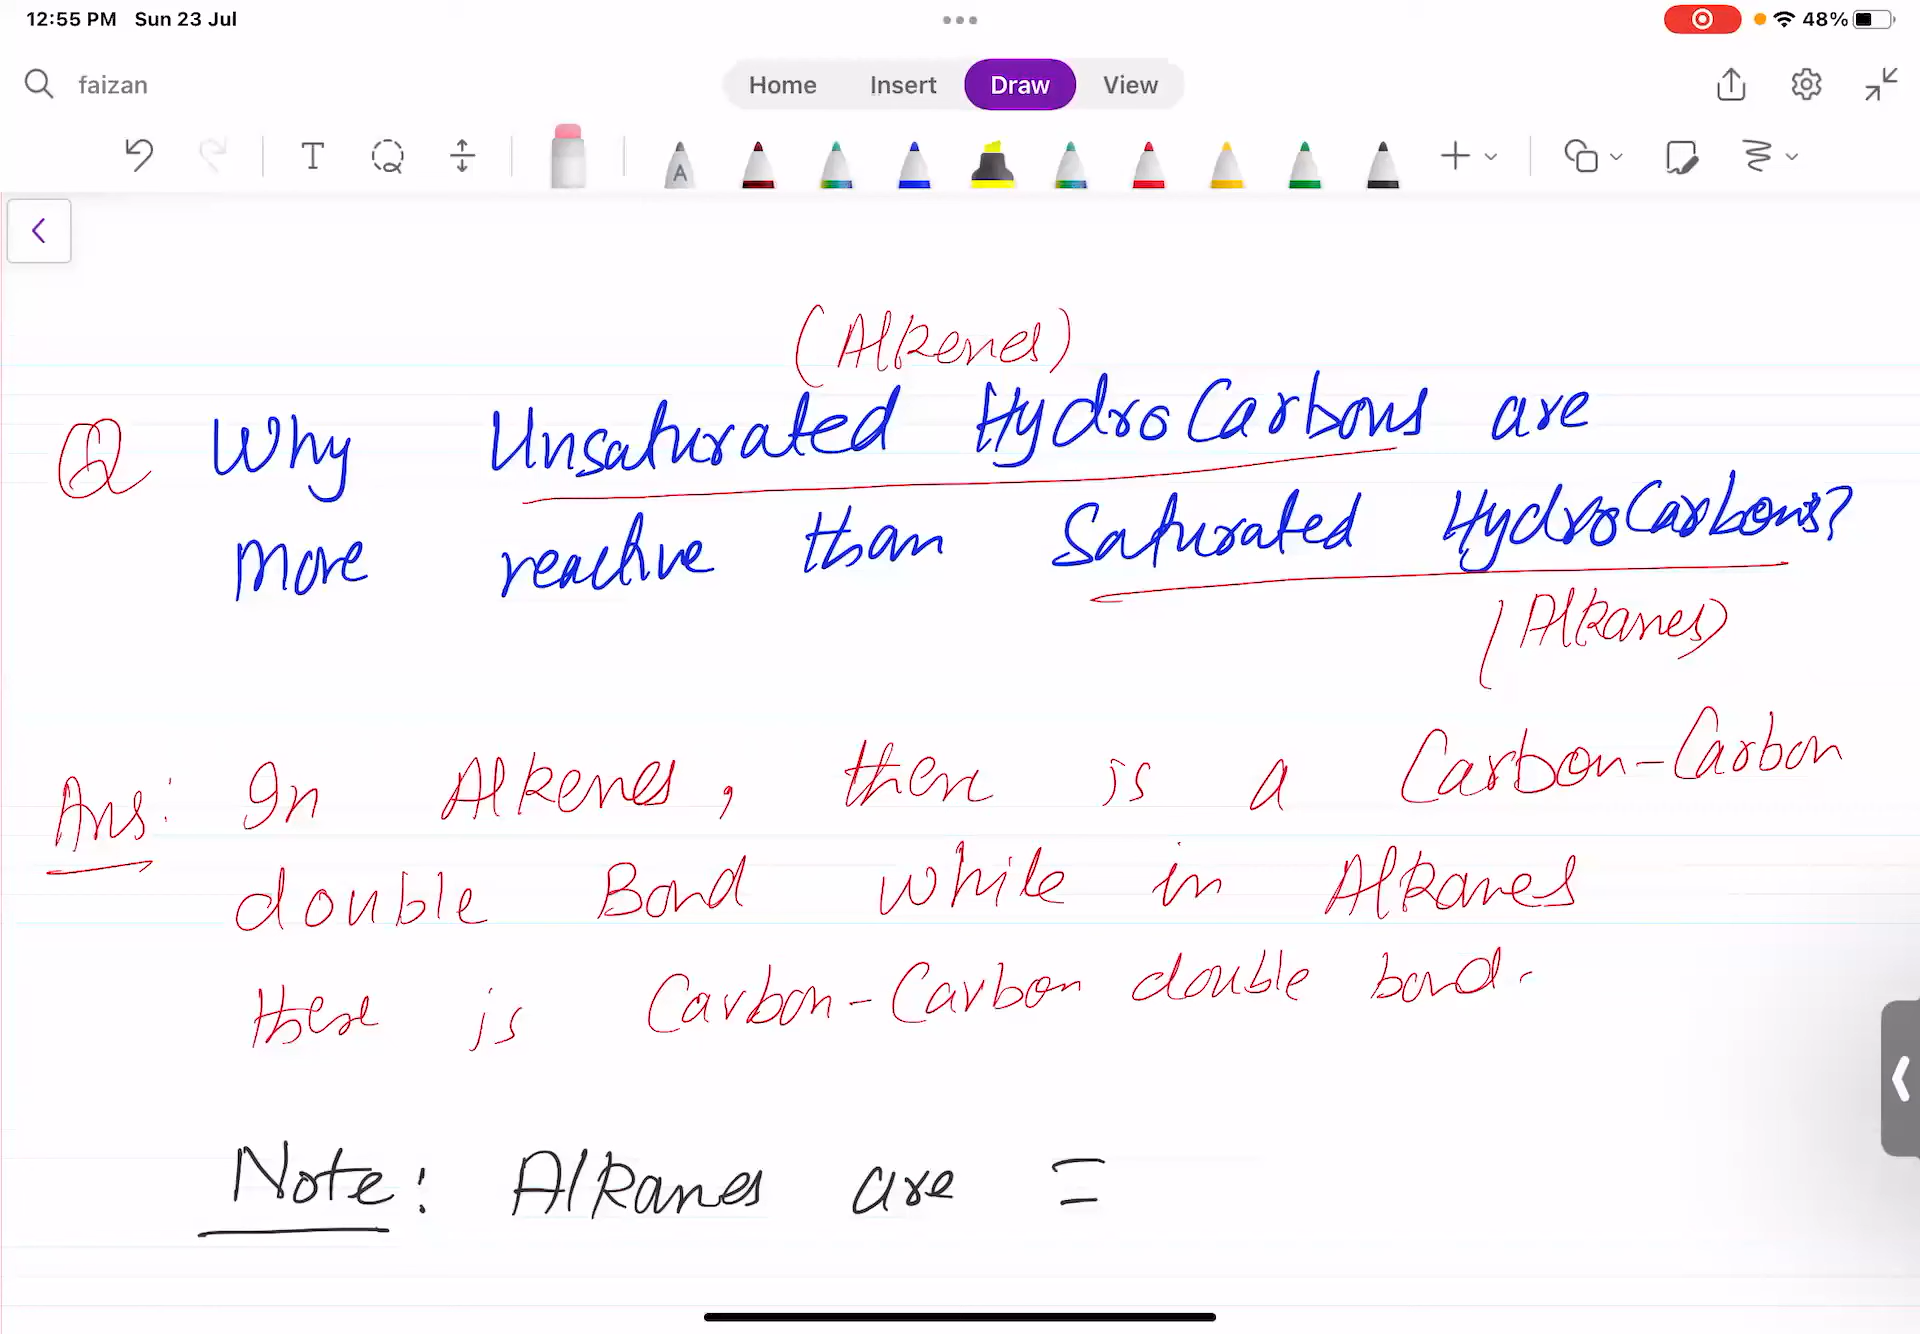 12:55 PM Sun 23 Jul
48%
faizan
Home Insert Draw View
T
A
(Alkenes)
Q Why Unsaturated HydroCarbons are
more reactive than Saturated HydroCarbons?
(Alkanes)
Ans: In Alkenes, there is a Carbon-Carbon
double Bond while in Alkanes
there is Carbon-Carbon double bond.
Note: Alkanes are =